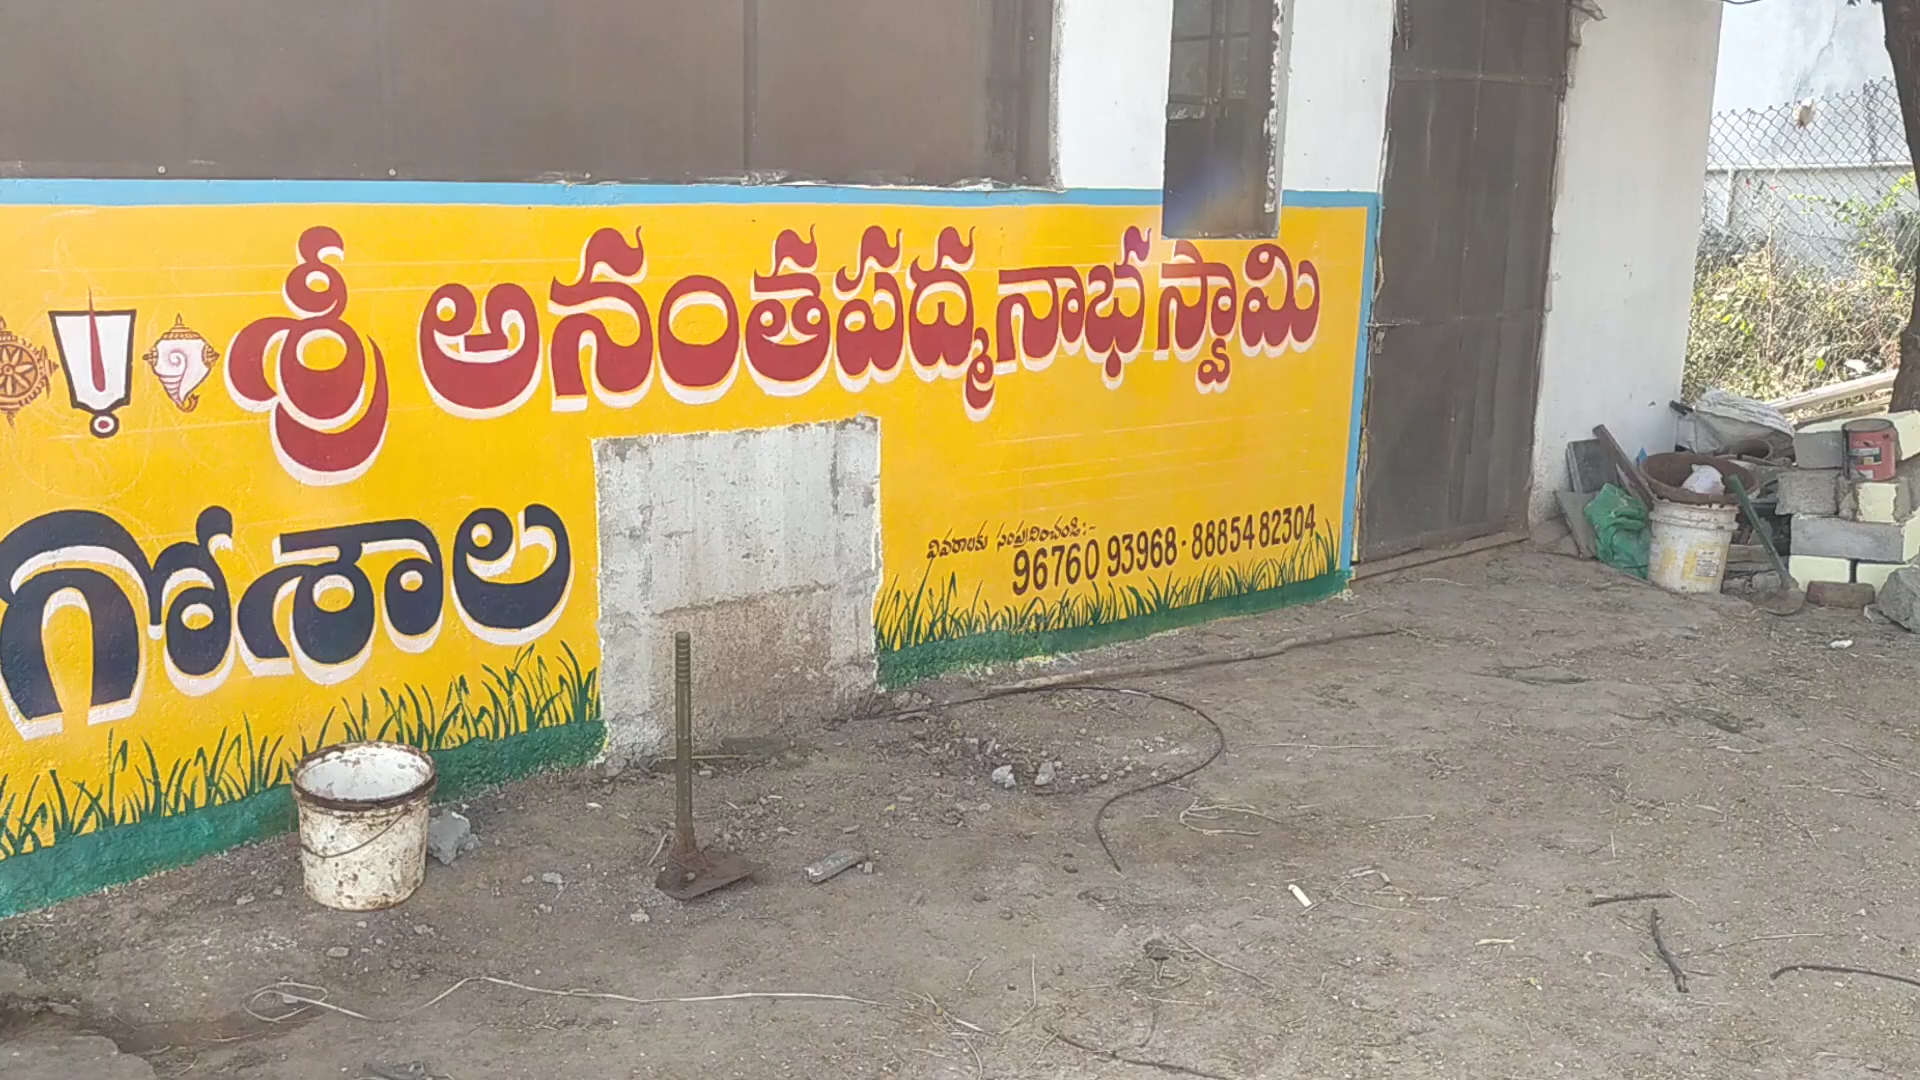 శ్రీ అనంతపద్మనాభ స్వామి
గోశాల
వివరాలకు సంప్రదించండి:-
96760 93968 - 88854 82304